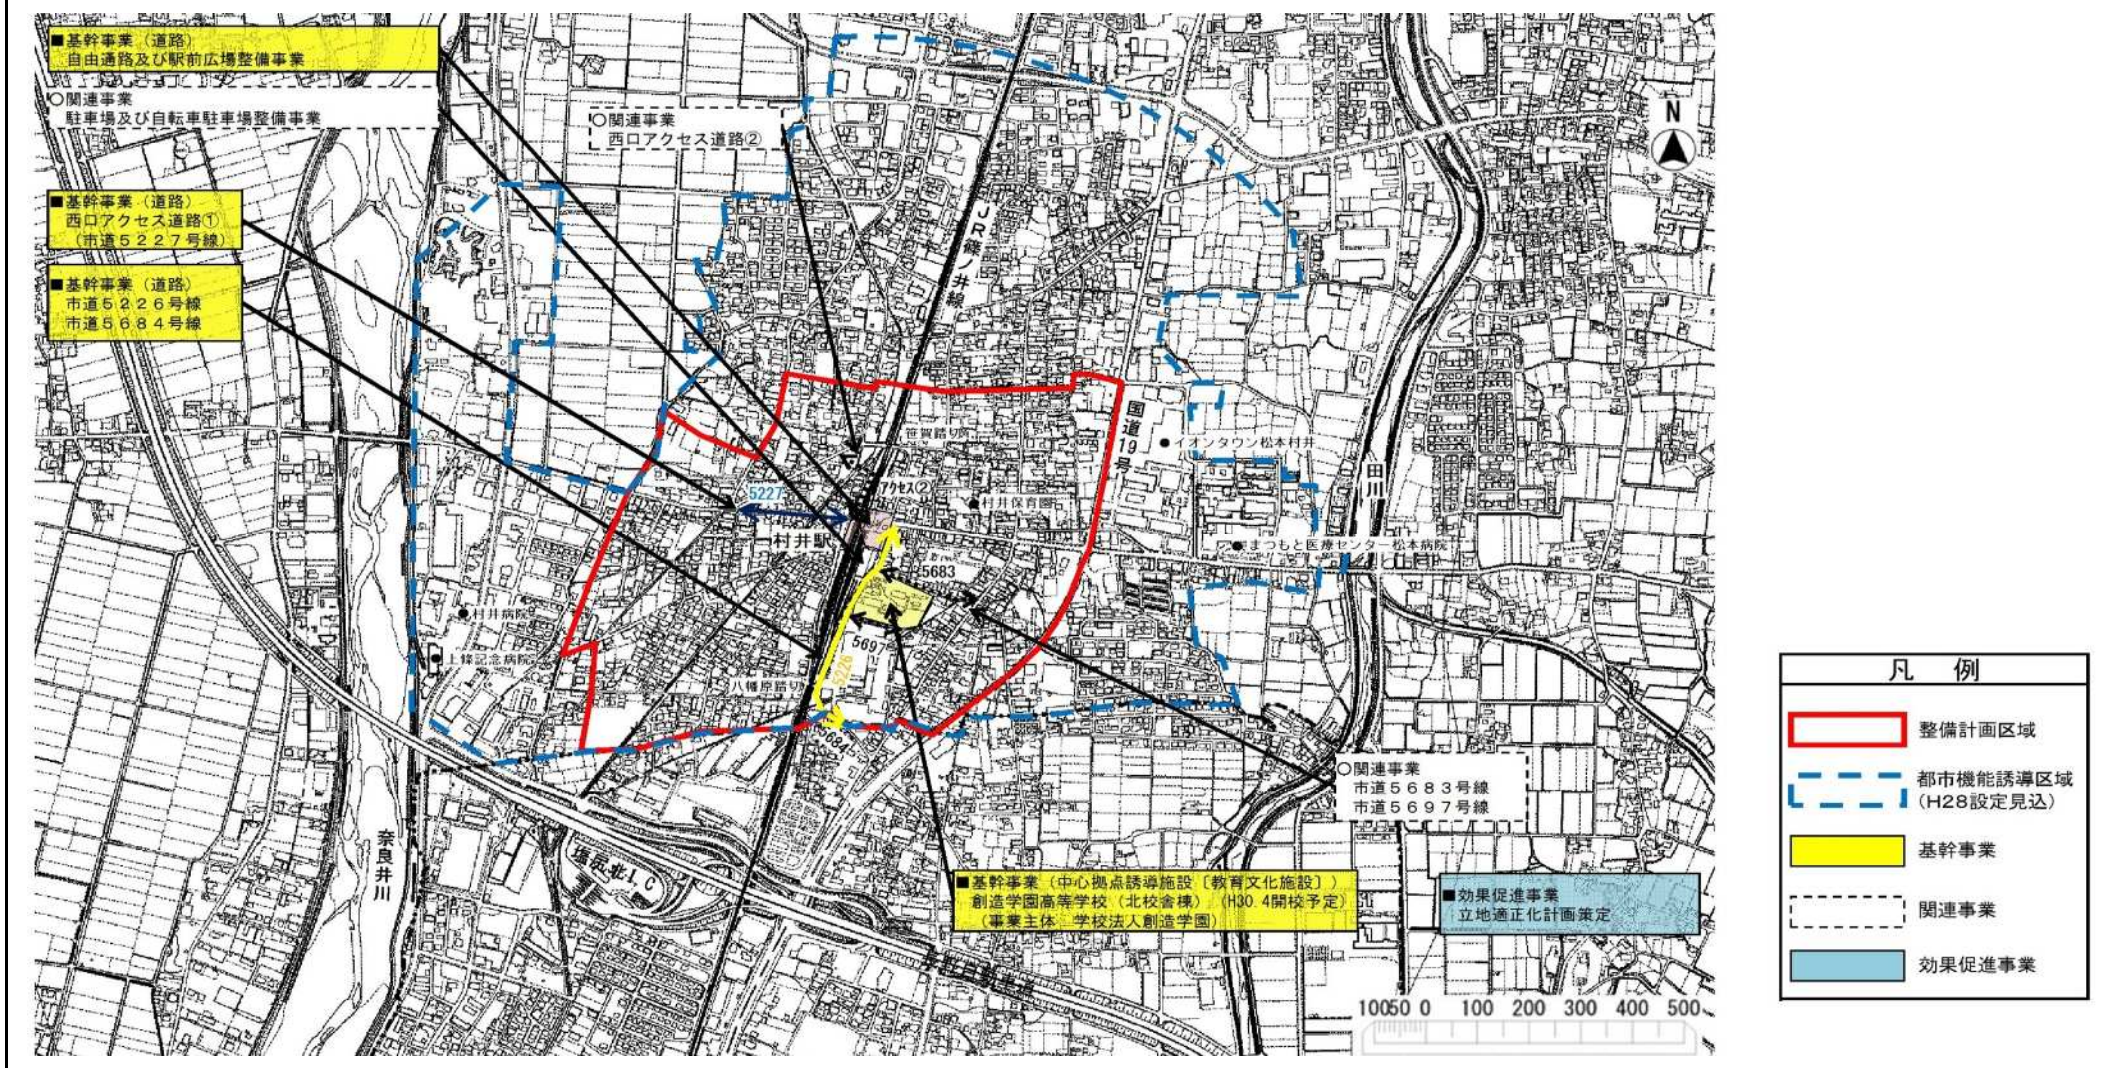 ■基幹事業（道路）
自由通路及び駅前広場整備事業
○関連事業
駐車場及び自転車駐車場整備事業
○関連事業
西口アクセス道路②
■基幹事業（道路）
西口アクセス道路①
（市道5227号線）
■基幹事業（道路）
市道5226号線
市道5684号線
N
JR篠ノ井線
国道19号
笹賀踏切
●イオンタウン松本村井
田川
アクセス②
5227
●村井保育園
村井駅
●まつもと医療センター松本病院
5683
●村井病院
5697
●上條記念病院
5226
八幡原踏切
5684
○関連事業
市道5683号線
市道5697号線
奈良井川
塩尻北I.C
■基幹事業（中心拠点誘導施設〔教育文化施設〕）
創造学園高等学校（北校舎棟）（H30.4開校予定）
（事業主体　学校法人創造学園）
■効果促進事業
立地適正化計画策定
10050 0 100 200 300 400 500
凡　例
整備計画区域
都市機能誘導区域
（H28設定見込）
基幹事業
関連事業
効果促進事業